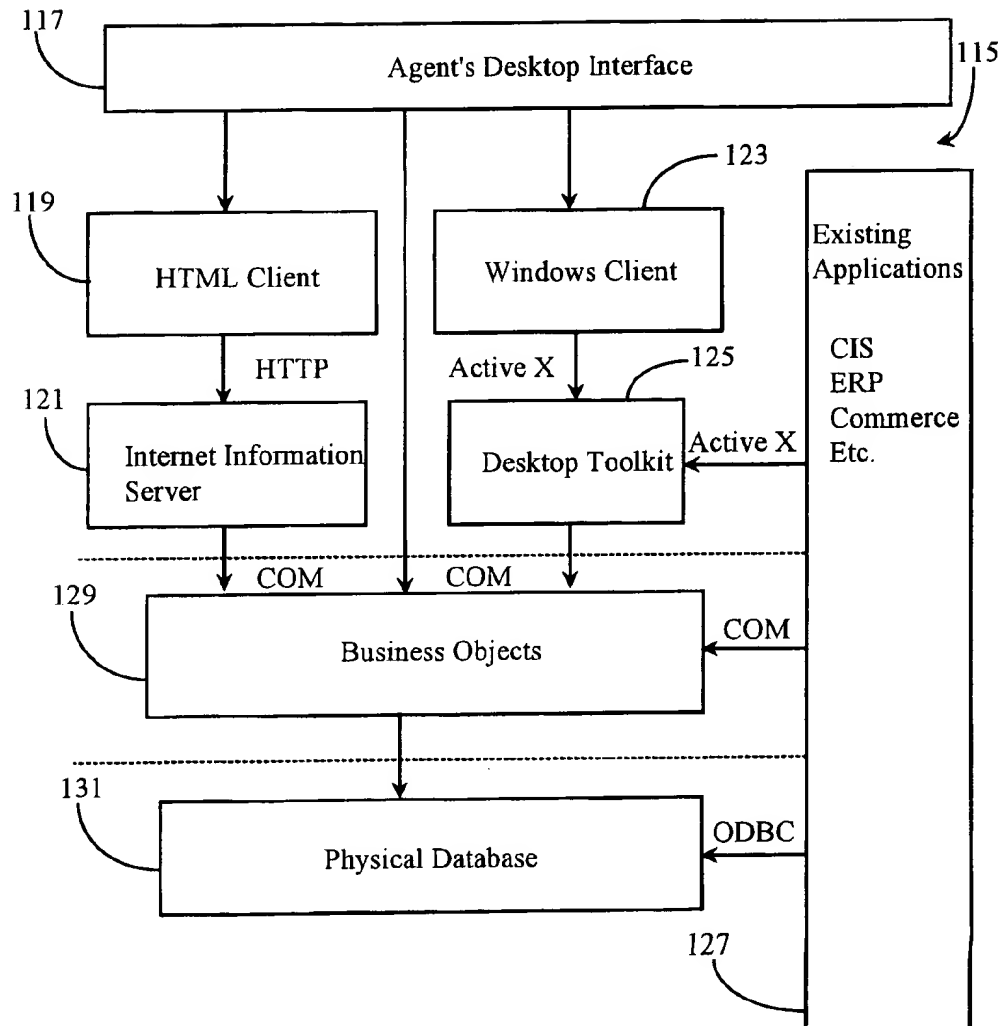 117
Agent's Desktop Interface
115
123
119
HTML Client
Windows Client
Existing
Applications
CIS
ERP
Commerce
Etc.
HTTP
Active X
125
121
Internet Information
Server
Desktop Toolkit
Active X
COM
COM
129
Business Objects
COM
131
Physical Database
ODBC
127